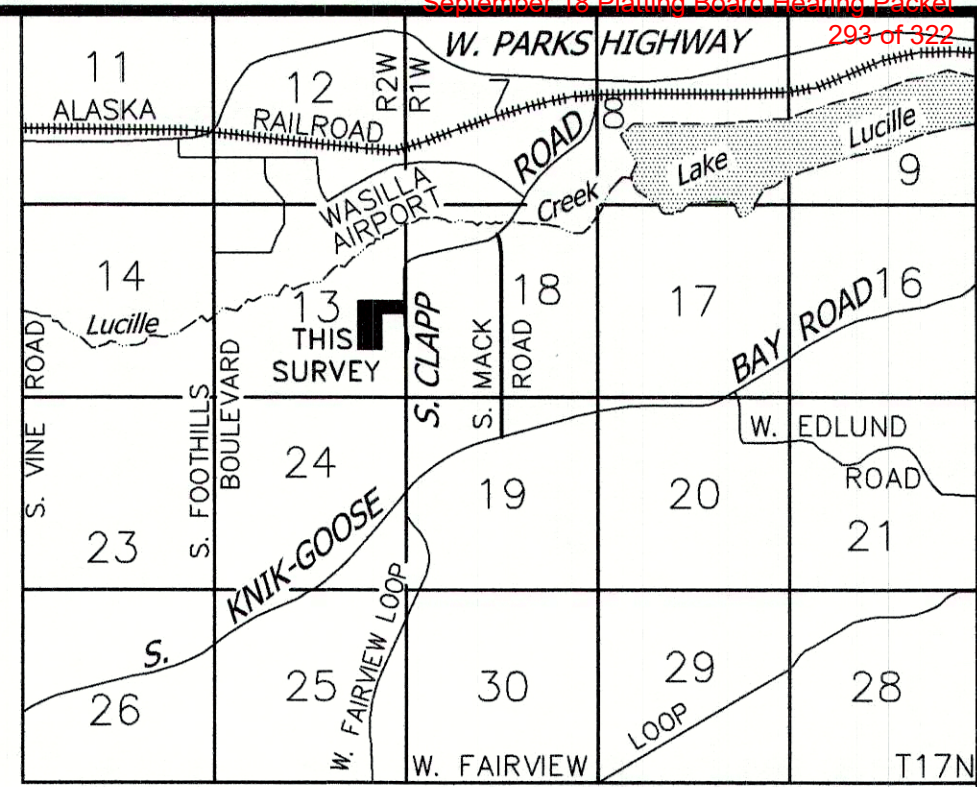 September 18 Platting Board Hearing Packet
293 of 322
W. PARKS HIGHWAY
11
12
R2W
R1W
7
8
ALASKA
RAILROAD
ROAD
Lake
Lucille
9
WASILLA
AIRPORT
Creek
14
Lucille
13
THIS
SURVEY
S. CLAPP
S. MACK
ROAD
18
17
16
BAY ROAD
S. VINE ROAD
S. FOOTHILLS
BOULEVARD
24
23
19
20
W. EDLUND
ROAD
21
KNIK-GOOSE
S.
W. FAIRVIEW LOOP
26
25
30
29
28
LOOP
W. FAIRVIEW
T17N